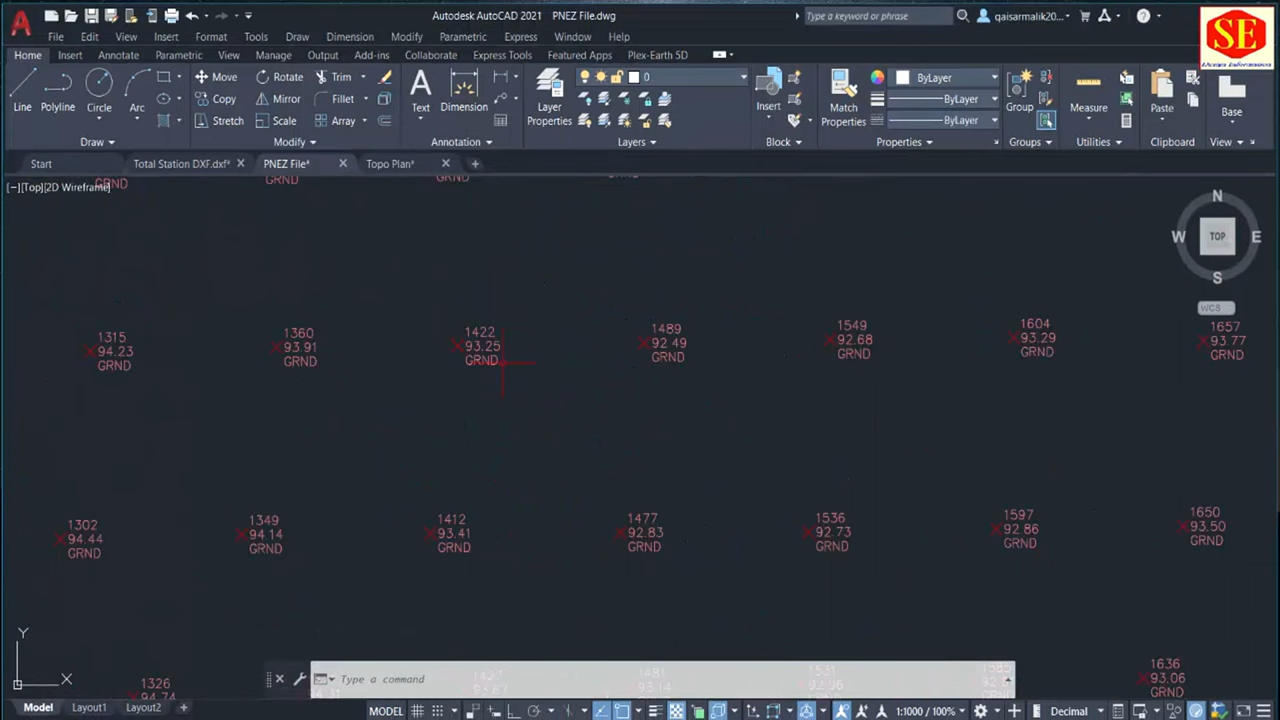 Autodesk AutoCAD 2021 PNEZ File.dwg
Type a keyword or phrase
qaisarmalik20...
SE
File Edit View Insert Format Tools Draw Dimension Modify Parametric Express Window Help
Home Insert Annotate Parametric View Manage Output Add-ins Collaborate Express Tools Featured Apps Plex-Earth 5D
Line Polyline Circle Arc
Move Rotate Trim
Copy Mirror Fillet
Stretch Scale Array
Text Dimension
Layer Properties
0
Insert
Match Properties
ByLayer
ByLayer
ByLayer
Group
Measure
Paste
Base
Draw Modify Annotation Layers Block Properties Groups Utilities Clipboard View
Start Total Station DXF.dxf* PNEZ File* Topo Plan*
[−][Top][2D Wireframe]
GRND GRND GRND
N
W TOP E
S
WCS
1315
94.23
GRND
1360
93.91
GRND
1422
93.25
GRND
1489
92.49
GRND
1549
92.68
GRND
1604
93.29
GRND
1657
93.77
GRND
1302
94.44
GRND
1349
94.14
GRND
1412
93.41
GRND
1477
92.83
GRND
1536
92.73
GRND
1597
92.86
GRND
1650
93.50
GRND
1326
94.74
1636
93.06
GRND
Y
X
Type a command
Model Layout1 Layout2
MODEL
1:1000 / 100%
Decimal